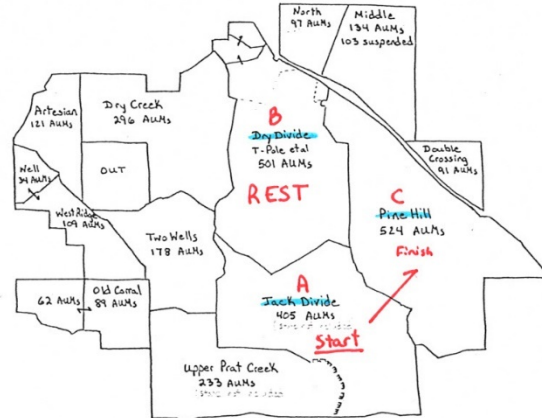 North
97 AUMs
Middle
134 AUMs
103 suspended
Artesian
121 AUMs
Dry Creek
296 AUMs
B
Dry Divide
T-Pole etal
501 AUMs
REST
Double
Crossing
91 AUMs
Well
34 AUMs
OUT
C
Pine Hill
524 AUMs
Finish
West Ridge
109 AUMs
Two Wells
178 AUMs
A
Jack Divide
405 AUMs
Start
62 AUMs
Old Corral
89 AUMs
Upper Prat Creek
233 AUMs